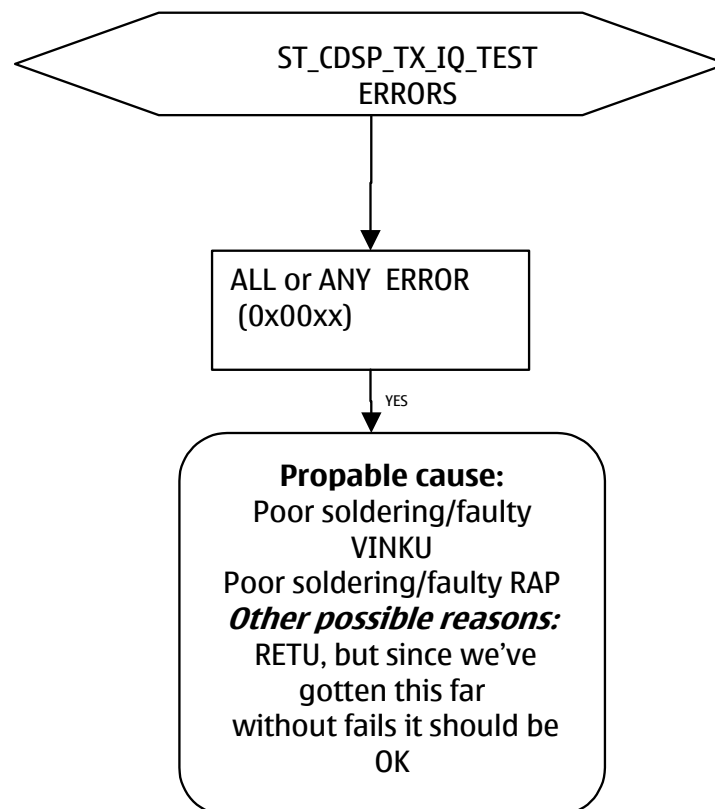 ST_CDSP_TX_IQ_TEST
ERRORS
ALL or ANY  ERROR
(0x00xx)
YES
Propable cause:
Poor soldering/faulty
VINKU
Poor soldering/faulty RAP
Other possible reasons:
RETU, but since we’ve
gotten this far
without fails it should be
OK